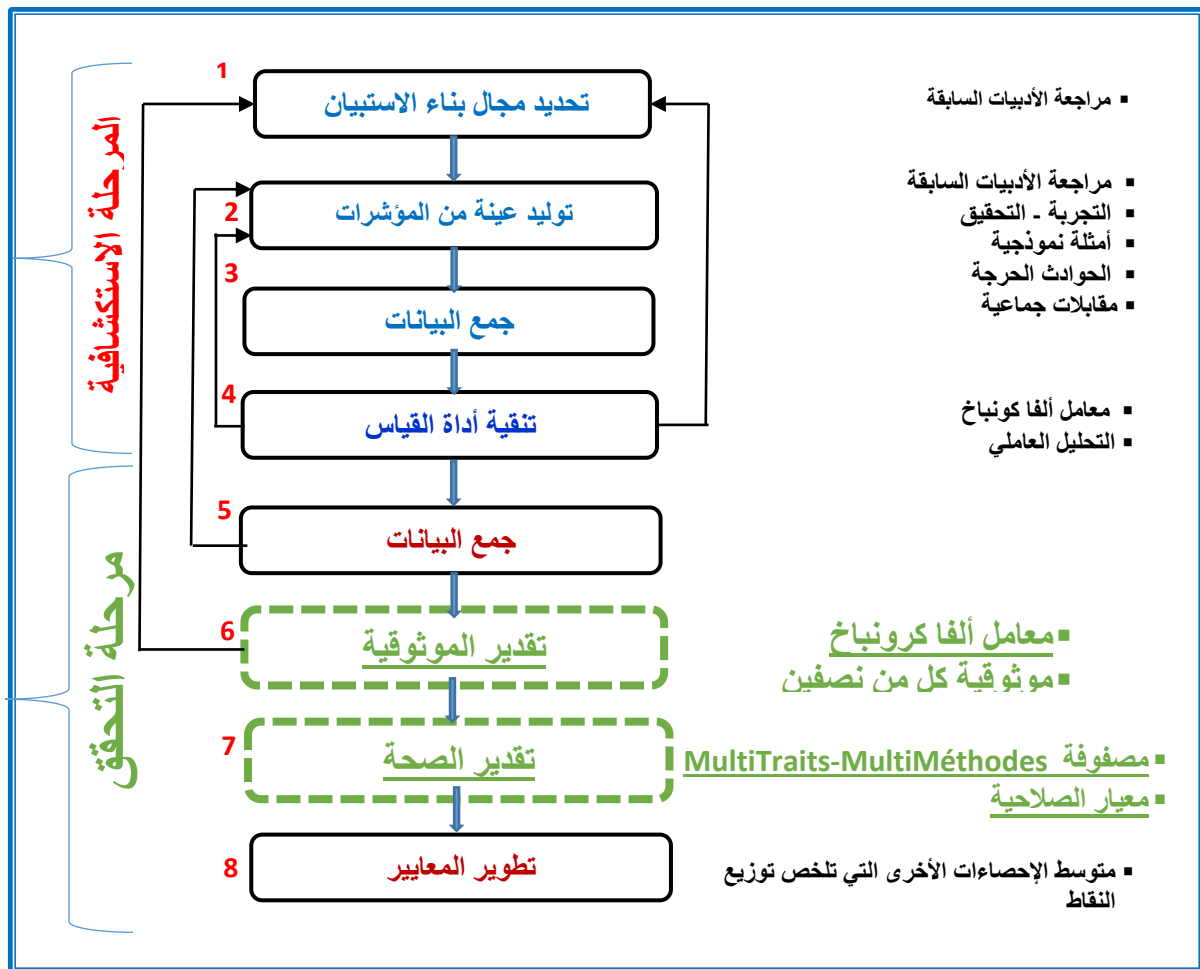 المرحلة الاستكشافية
1
تحديد مجال بناء الاستبيان
▪ مراجعة الأدبيات السابقة
2
توليد عينة من المؤشرات
▪ مراجعة الأدبيات السابقة
▪ التجربة - التحقيق
▪ أمثلة نموذجية
▪ الحوادث الحرجة
▪ مقابلات جماعية
3
جمع البيانات
4
تنقية أداة القياس
▪ معامل ألفا كونباخ
▪ التحليل العاملي
مرحلة التحقق
5
جمع البيانات
6
تقدير الموثوقية
▪ معامل ألفا كرونباخ
▪ موثوقية كل من نصفين
7
تقدير الصحة
▪ مصفوفة MultiTraits-MultiMéthodes
▪ معيار الصلاحية
8
تطوير المعايير
▪ متوسط الإحصاءات الأخرى التي تلخص توزيع
النقاط